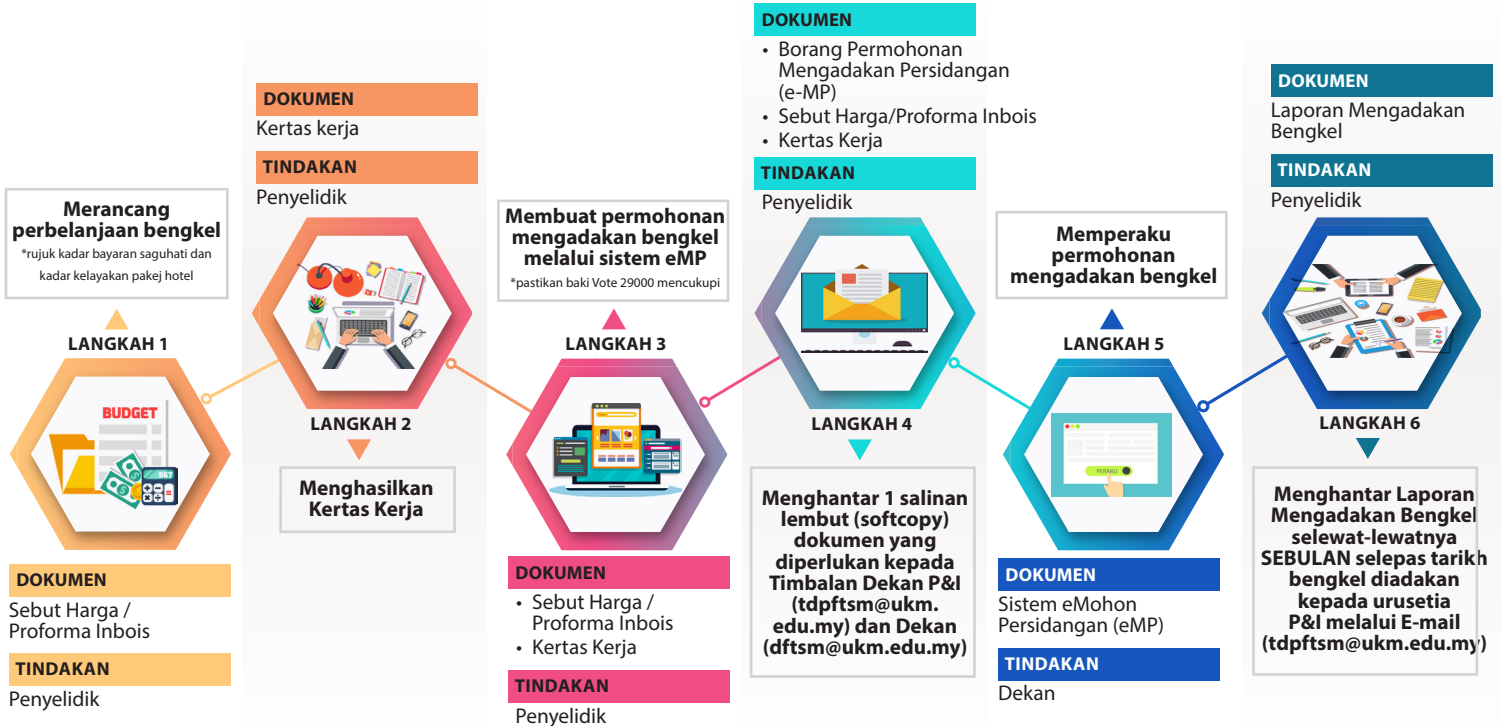 Merancang
perbelanjaan bengkel
*rujuk kadar bayaran saguhati dan
kadar kelayakan pakej hotel
LANGKAH 1
BUDGET
567
DOKUMEN
Sebut Harga /
Proforma Inbois
TINDAKAN
Penyelidik
DOKUMEN
Kertas kerja
TINDAKAN
Penyelidik
LANGKAH 2
Menghasilkan
Kertas Kerja
Membuat permohonan
mengadakan bengkel
melalui sistem eMP
*pastikan baki Vote 29000 mencukupi
LANGKAH 3
DOKUMEN
• Sebut Harga /
Proforma Inbois
• Kertas Kerja
TINDAKAN
Penyelidik
DOKUMEN
• Borang Permohonan
Mengadakan Persidangan
(e-MP)
• Sebut Harga/Proforma Inbois
• Kertas Kerja
TINDAKAN
Penyelidik
LANGKAH 4
Menghantar 1 salinan
lembut (softcopy)
dokumen yang
diperlukan kepada
Timbalan Dekan P&I
(tdpftsm@ukm.
edu.my) dan Dekan
(dftsm@ukm.edu.my)
Memperaku
permohonan
mengadakan bengkel
LANGKAH 5
PERAKU
DOKUMEN
Sistem eMohon
Persidangan (eMP)
TINDAKAN
Dekan
DOKUMEN
Laporan Mengadakan
Bengkel
TINDAKAN
Penyelidik
LANGKAH 6
Menghantar Laporan
Mengadakan Bengkel
selewat-lewatnya
SEBULAN selepas tarikh
bengkel diadakan
kepada urusetia
P&I melalui E-mail
(tdpftsm@ukm.edu.my)